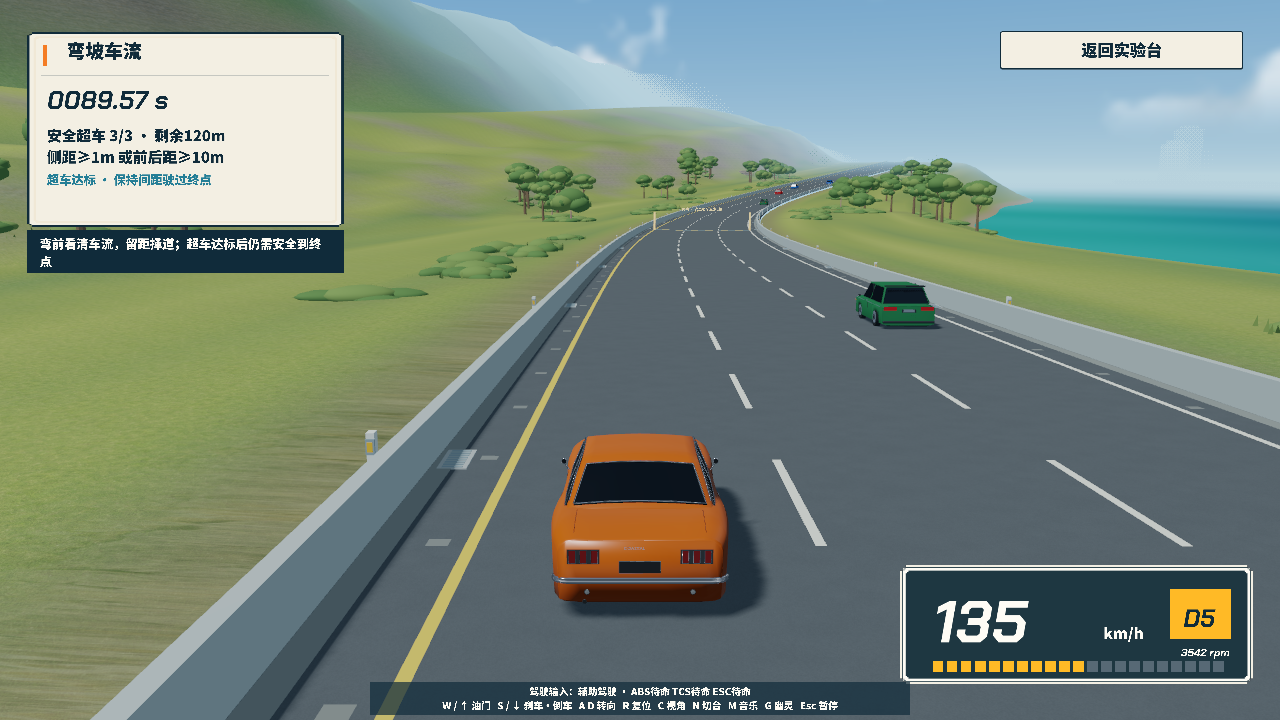 弯坡车流
返回实验台
0089.57 s
安全超车 3/3 · 剩余120m
侧距≥1m 或前后距≥10m
超车达标 · 保持间距驶过终点
弯前看清车流，留距择道；超车达标后仍需安全到终
点
135 km/h D5
3542 rpm
驾驶输入：辅助驾驶 · ABS待命 TCS待命 ESC待命
W / ↑ 油门 S / ↓ 刹车·倒车 A D 转向 R 复位 C 视角 N 切台 M 音乐 G 幽灵 Esc 暂停